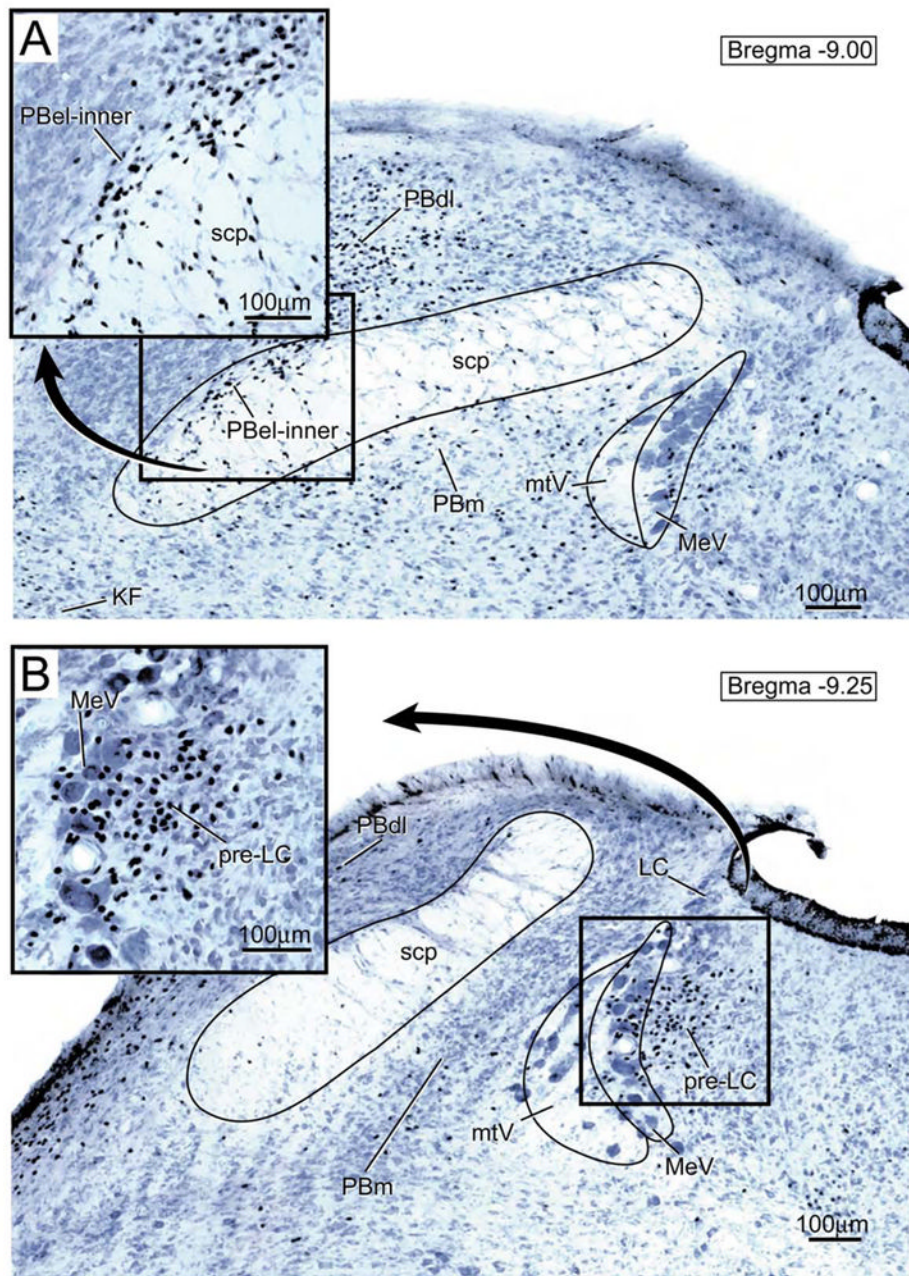 A
Bregma -9.00
PBel-inner
PBdl
scp
100µm
scp
PBel-inner
mtV
PBm
MeV
KF
100µm
B
Bregma -9.25
MeV
pre-LC
PBdl
LC
100µm
scp
pre-LC
mtV
MeV
PBm
100µm